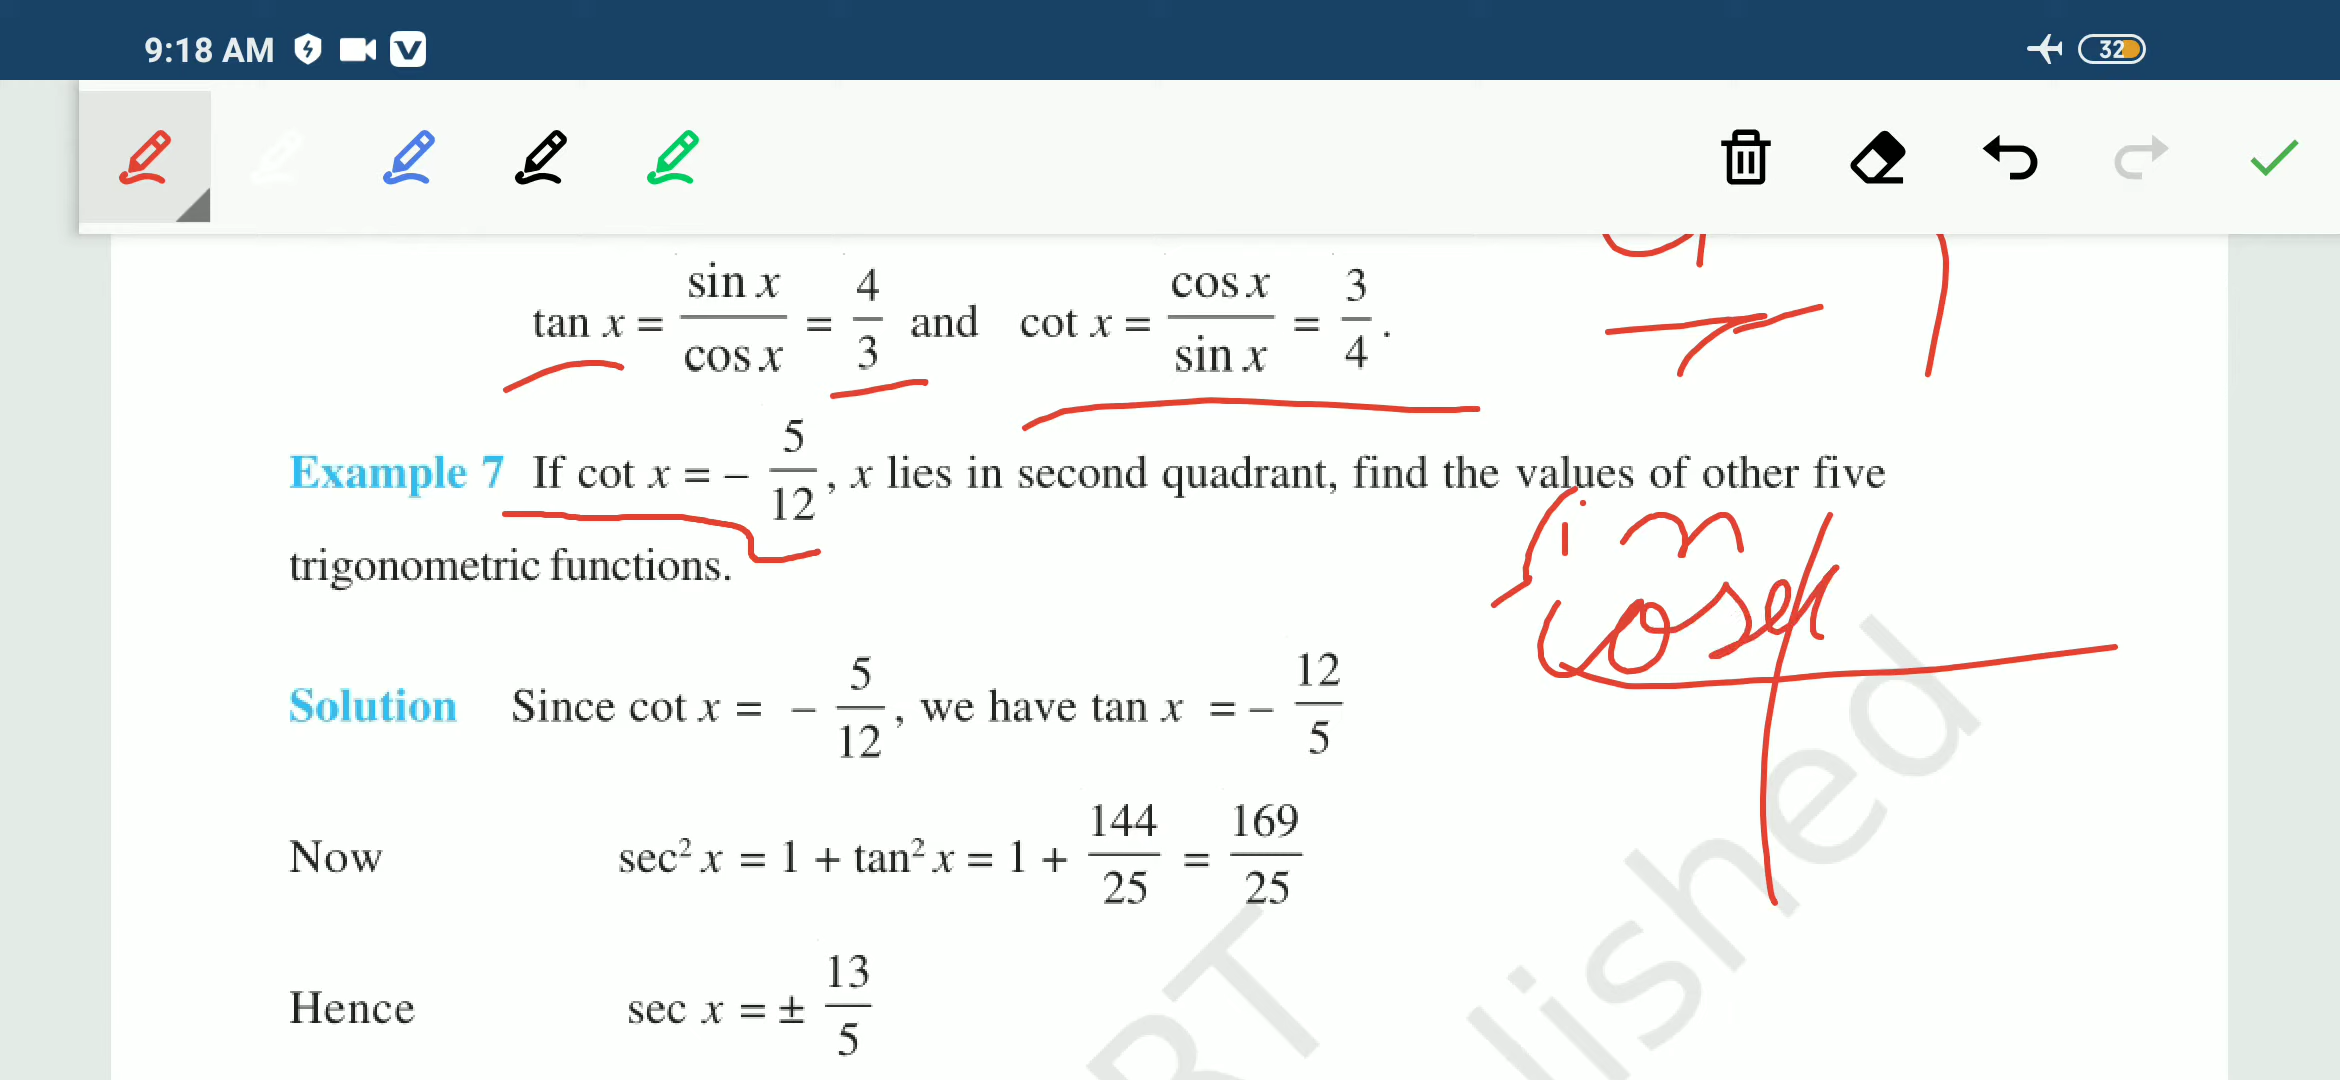 9:18 AM 32
tan x = sin x / cos x = 4/3 and cot x = cos x / sin x = 3/4 .
Example 7 If cot x = – 5/12 , x lies in second quadrant, find the values of other five
trigonometric functions.
sin
cosec
Solution Since cot x = – 5/12 , we have tan x = – 12/5
Now sec² x = 1 + tan² x = 1 + 144/25 = 169/25
Hence sec x = ± 13/5
RT
lished